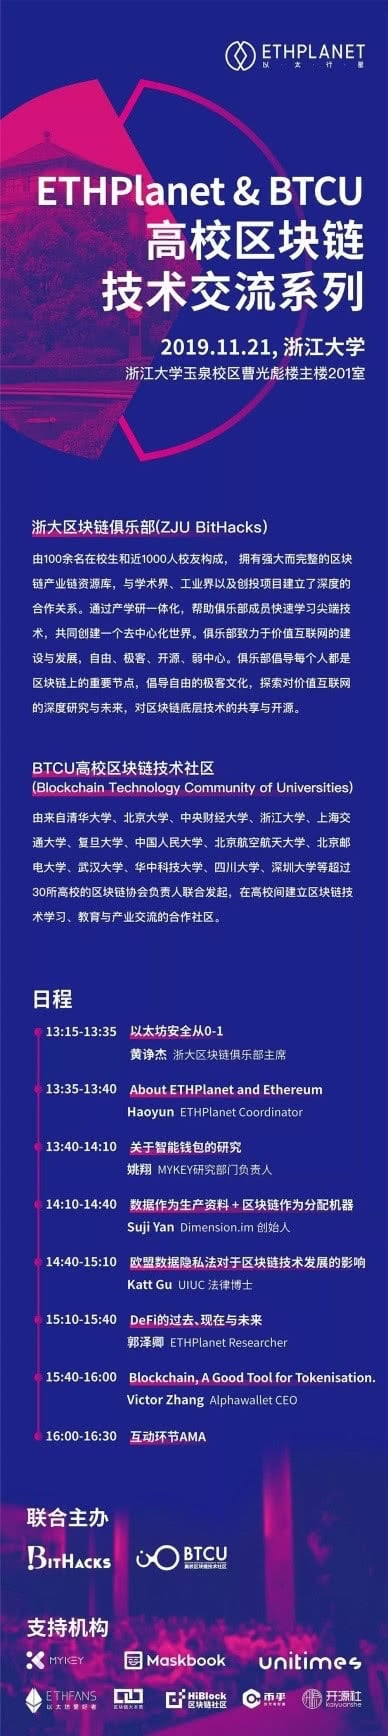 ETHPLANET
以·太·行·星
ETHPlanet & BTCU
高校区块链
技术交流系列
2019.11.21, 浙江大学
浙江大学玉泉校区曹光彪楼主楼201室
浙大区块链俱乐部(ZJU BitHacks)
由100余名在校生和近1000人校友构成， 拥有强大而完整的区块
链产业链资源库，与学术界、工业界以及创投项目建立了深度的
合作关系。通过产学研一体化，帮助俱乐部成员快速学习尖端技
术，共同创建一个去中心化世界。俱乐部致力于价值互联网的建
设与发展，自由、极客、开源、弱中心。俱乐部倡导每个人都是
区块链上的重要节点，倡导自由的极客文化，探索对价值互联网
的深度研究与未来，对区块链底层技术的共享与开源。
BTCU高校区块链技术社区
(Blockchain Technology Community of Universities)
由来自清华大学、北京大学、中央财经大学、浙江大学、上海交
通大学、复旦大学、中国人民大学、北京航空航天大学、北京邮
电大学、武汉大学、华中科技大学、四川大学、深圳大学等超过
30所高校的区块链协会负责人联合发起，在高校间建立区块链技
术学习、教育与产业交流的合作社区。
日程
13:15-13:35 以太坊安全从0-1
黄诤杰 浙大区块链俱乐部主席
13:35-13:40 About ETHPlanet and Ethereum
Haoyun ETHPlanet Coordinator
13:40-14:10 关于智能钱包的研究
姚翔 MYKEY研究部门负责人
14:10-14:40 数据作为生产资料 + 区块链作为分配机器
Suji Yan Dimension.im 创始人
14:40-15:10 欧盟数据隐私法对于区块链技术发展的影响
Katt Gu UIUC 法律博士
15:10-15:40 DeFi的过去、现在与未来
郭泽卿 ETHPlanet Researcher
15:40-16:00 Blockchain, A Good Tool for Tokenisation.
Victor Zhang Alphawallet CEO
16:00-16:30 互动环节AMA
联合主办
BITHACKS BTCU
高校区块链技术社区
支持机构
MYKEY Maskbook unitimes
ETHFANS
以太坊爱好者
区块链大本营
HiBlock
区块链社区
币乎
开源社
kaiyuanshe